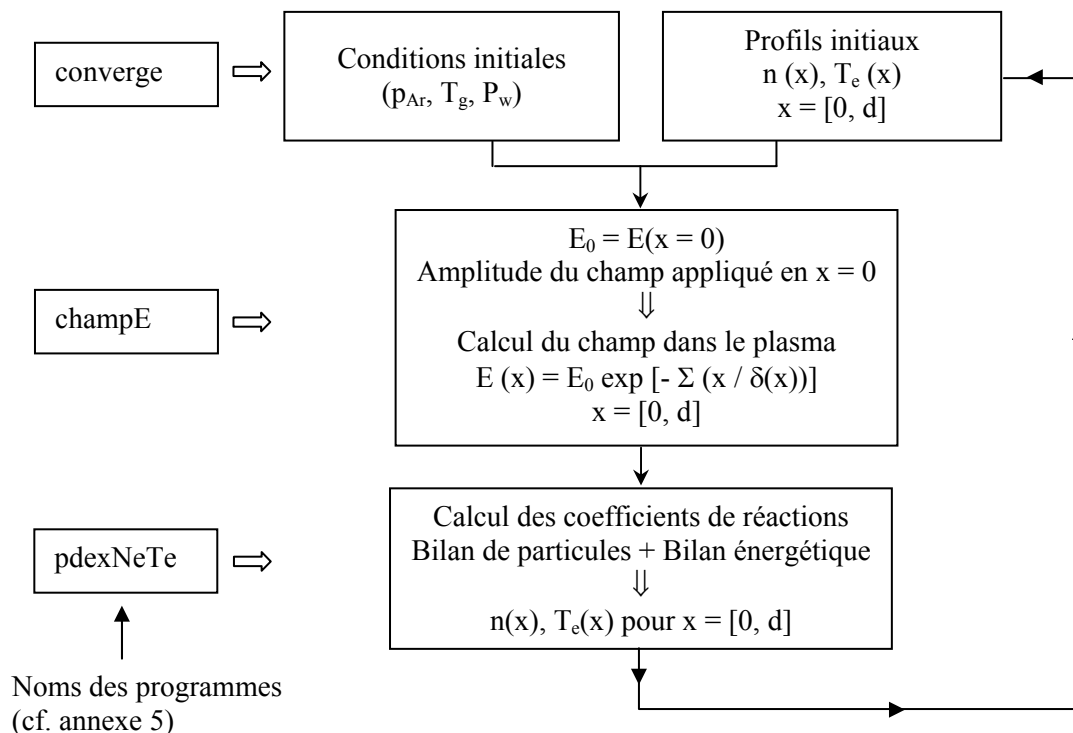 converge
Conditions initiales
(pAr, Tg, Pw)
Profils initiaux
n (x), Te (x)
x = [0, d]
champE
E0 = E(x = 0)
Amplitude du champ appliqué en x = 0
⇓
Calcul du champ dans le plasma
E (x) = E0 exp [- Σ (x / δ(x))]
x = [0, d]
pdexNeTe
Calcul des coefficients de réactions
Bilan de particules + Bilan énergétique
⇓
n(x), Te(x) pour x = [0, d]
Noms des programmes
(cf. annexe 5)